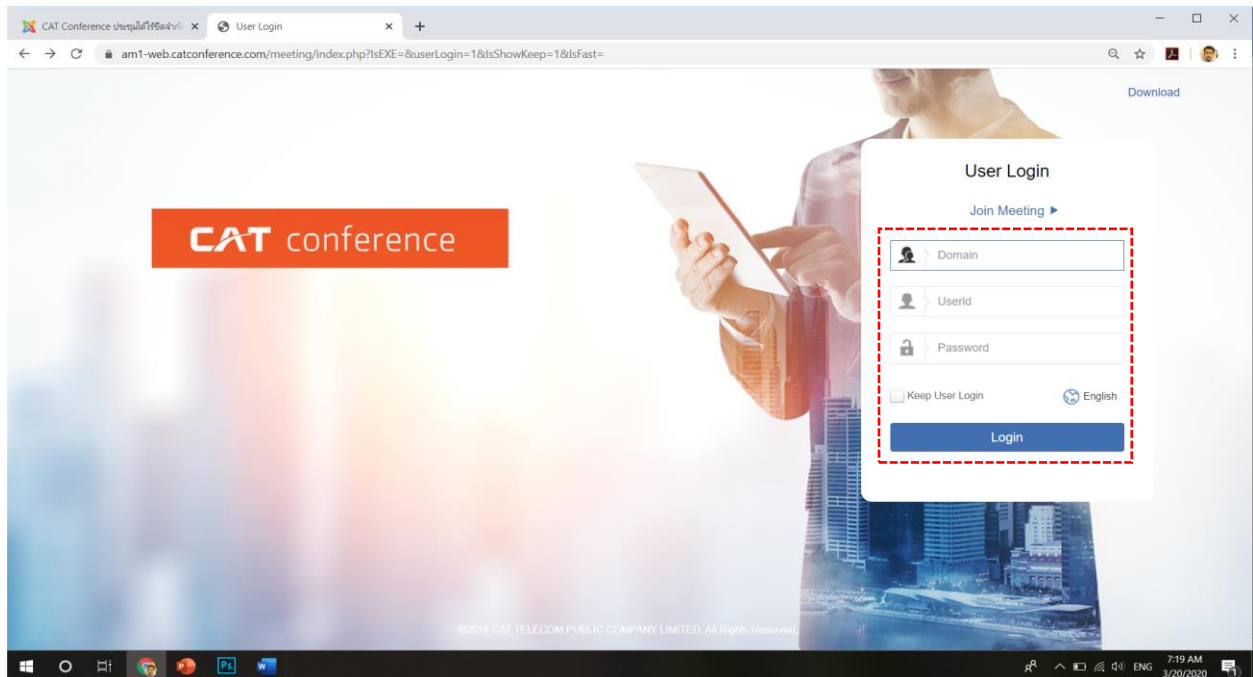 CAT Conference ประชุมได้ไร้ขีดจำกั
User Login
am1-web.catconference.com/meeting/index.php?IsEXE=&userLogin=1&IsShowKeep=1&IsFast=
Download
User Login
Join Meeting
CAT conference
Domain
Userid
Password
Keep User Login
English
Login
©2018 CAT TELECOM PUBLIC COMPANY LIMITED. All Rights Reserved.
Ps
ENG
7:19 AM
3/20/2020